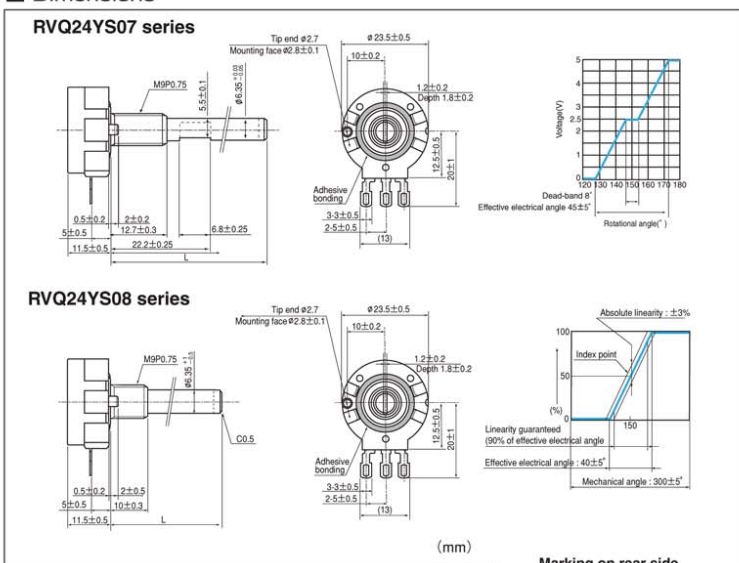 Dimensions
RVQ24YS07 series
M9P0.75
5.5±0.1
ø6.35
0.5±0.2
2±0.2
5±0.5
12.7±0.3
6.8±0.25
11.5±0.5
22.2±0.25
L
Tip end ø2.7
Mounting face ø2.8±0.1
ø23.5±0.5
10±0.2
1.2±0.2
Depth 1.8±0.2
12.5±0.5
20±1
Adhesive
bonding
3-3±0.5
2-5±0.5
(13)
Voltage(V)
5
4
3
2.5
2
1
0
120 130 140 150 160 170 180
Dead-band 8°
Effective electrical angle 45±5°
Rotational angle(°)
RVQ24YS08 series
M9P0.75
ø6.35
C0.5
0.5±0.2
2±0.5
5±0.5
10±0.3
11.5±0.5
L
Tip end ø2.7
Mounting face ø2.8±0.1
ø23.5±0.5
10±0.2
1.2±0.2
Depth 1.8±0.2
12.5±0.5
20±1
Adhesive
bonding
3-3±0.5
2-5±0.5
(13)
Absolute linearity : ±3%
100
Index point
50
(%)
0
150
Linearity guaranteed
(90% of effective electrical angle
Effective electrical angle : 40±5°
Mechanical angle : 300±5°
(mm)
Marking on rear side